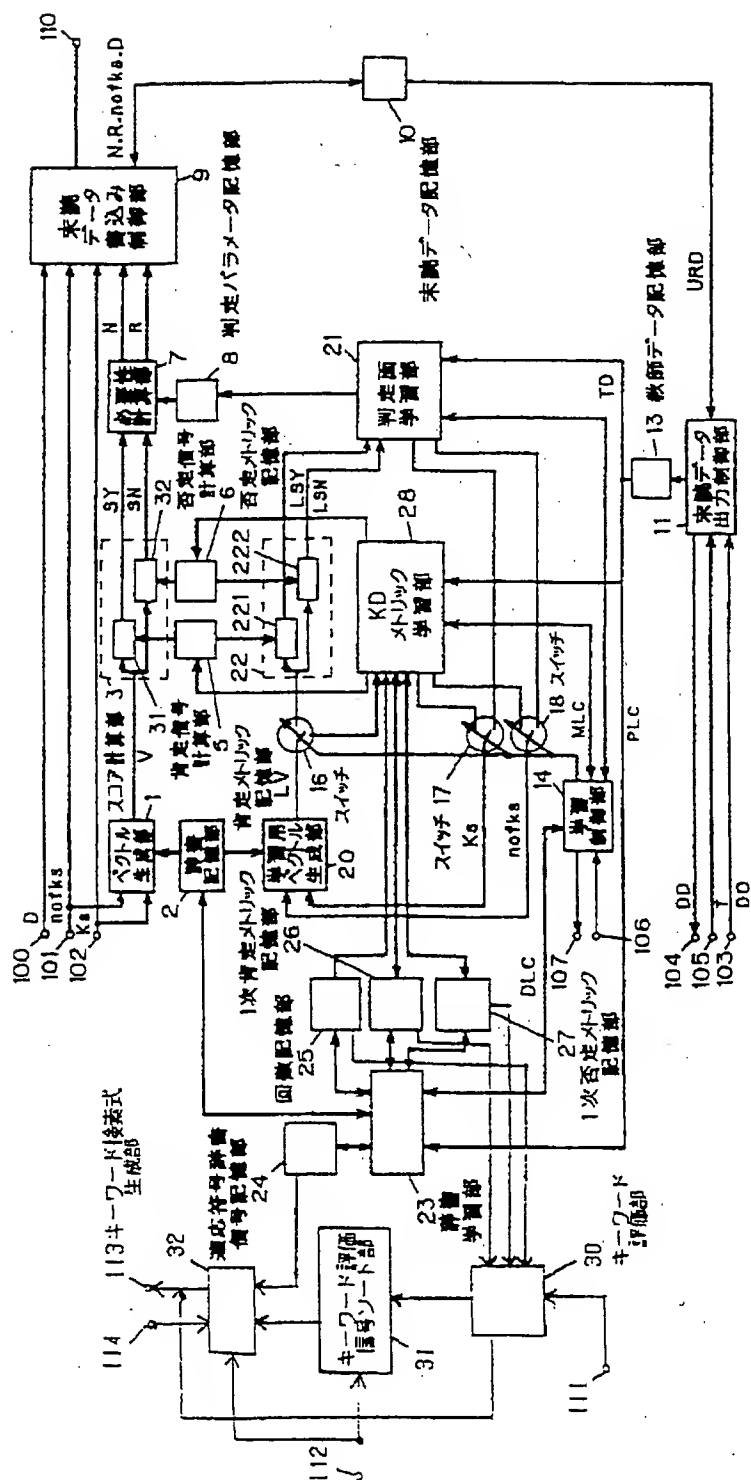 110
N.R.nofks.D
未読
データ
書込み
制御部
9
10
未読データ記憶部
N
R
必要性
計算部
7
8
判定パラメータ記憶部
SY
SN
否定信号
計算部
32
6
否定メトリック
記憶部
LSY
LSN
判定面
学習部
21
URD
TD
13 教師データ記憶部
未読データ
出力制御部
11
スコア計算部 3
31
肯定信号
計算部
5
肯定メトリック
記憶部
22
221
222
KD
メトリック
学習部
28
V
LV
16
スイッチ
スイッチ 17
18 スイッチ
Ks
nofks
MLC
PLC
14
学習
制御部
100
D
101
nofks
102
Ks
ベクトル
生成部
1
辞書
記憶部
2
学習用
ベクトル
生成部
20
107
106
104
DD
105
T
103
DO
回数記憶部
25
1次肯定メトリック
記憶部
26
27
1次否定メトリック
記憶部
DLC
適応符号辞書
信号記憶部
24
23
辞書
学習部
113 キーワード検索式
生成部
114
32
キーワード評価
信号ソート部
31
30
キーワード
評価部
112
111